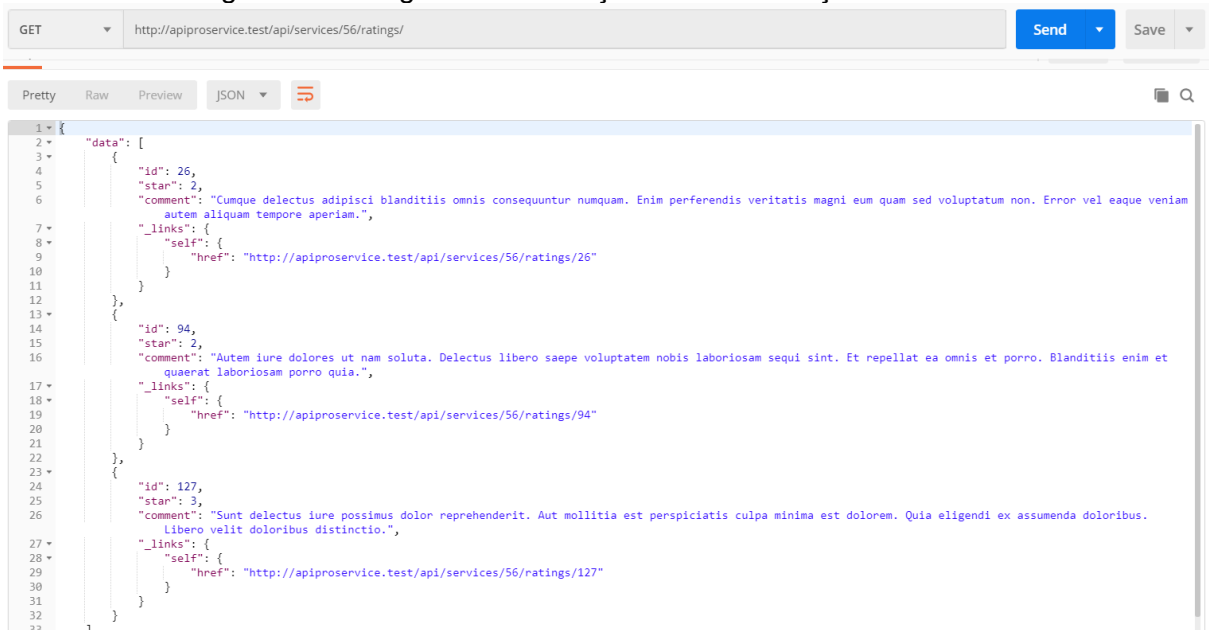 GET http://apiproservice.test/api/services/56/ratings/ Send Save
Pretty Raw Preview JSON
1 {
2 "data": [
3 {
4 "id": 26,
5 "star": 2,
6 "comment": "Cumque delectus adipisci blanditiis omnis consequuntur numquam. Enim perferendis veritatis magni eum quam sed voluptatum non. Error vel eaque veniam
autem aliquam tempore aperiam.",
7 "_links": {
8 "self": {
9 "href": "http://apiproservice.test/api/services/56/ratings/26"
10 }
11 }
12 },
13 {
14 "id": 94,
15 "star": 2,
16 "comment": "Autem iure dolores ut nam soluta. Delectus libero saepe voluptatem nobis laboriosam sequi sint. Et repellat ea omnis et porro. Blanditiis enim et
quaerat laboriosam porro quia.",
17 "_links": {
18 "self": {
19 "href": "http://apiproservice.test/api/services/56/ratings/94"
20 }
21 }
22 },
23 {
24 "id": 127,
25 "star": 3,
26 "comment": "Sunt delectus iure possimus dolor reprehenderit. Aut mollitia est perspiciatis culpa minima est dolorem. Quia eligendi ex assumenda doloribus.
Libero velit doloribus distinctio.",
27 "_links": {
28 "self": {
29 "href": "http://apiproservice.test/api/services/56/ratings/127"
30 }
31 }
32 }
33 ]